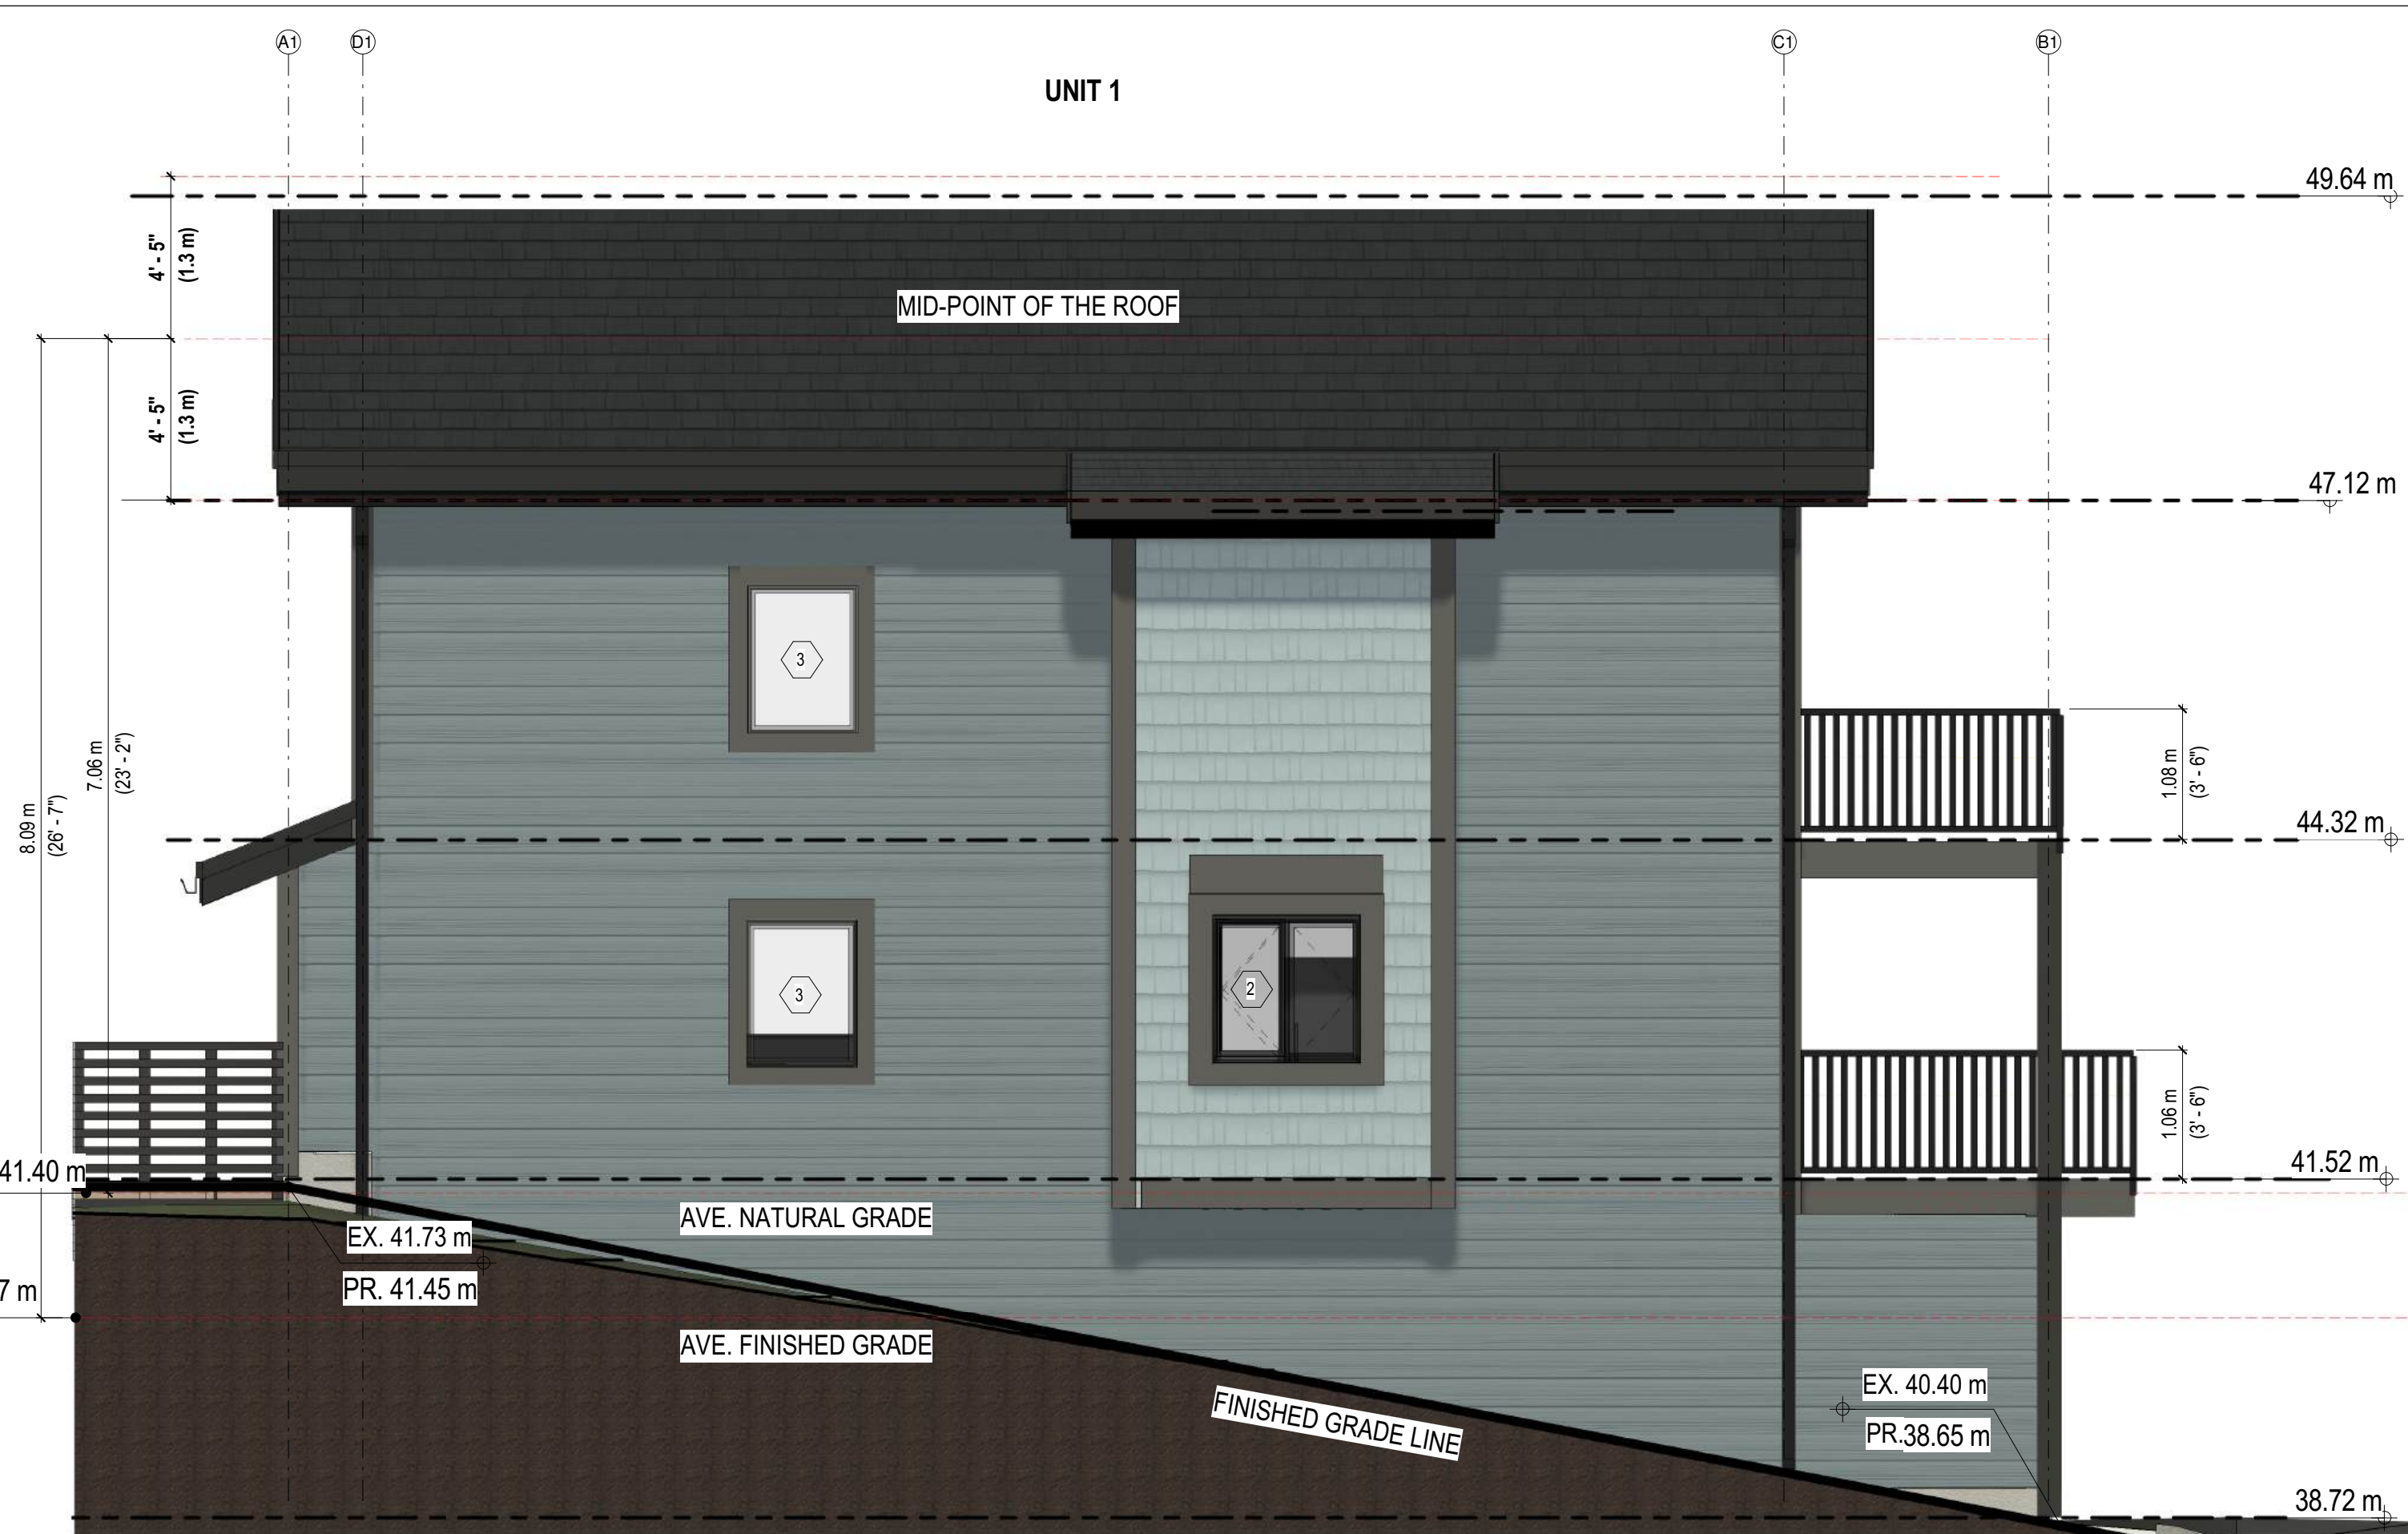 A1 D1 C1 B1
UNIT 1
49.64 m
4' - 5"
(1.3 m)
MID-POINT OF THE ROOF
4' - 5"
(1.3 m)
47.12 m
3
8.09 m
(26' - 7")
7.06 m
(23' - 2")
1.08 m
(3' - 6")
44.32 m
3
2
1.06 m
(3' - 6")
41.40 m
41.52 m
AVE. NATURAL GRADE
EX. 41.73 m
PR. 41.45 m
7 m
AVE. FINISHED GRADE
FINISHED GRADE LINE
EX. 40.40 m
PR.38.65 m
38.72 m